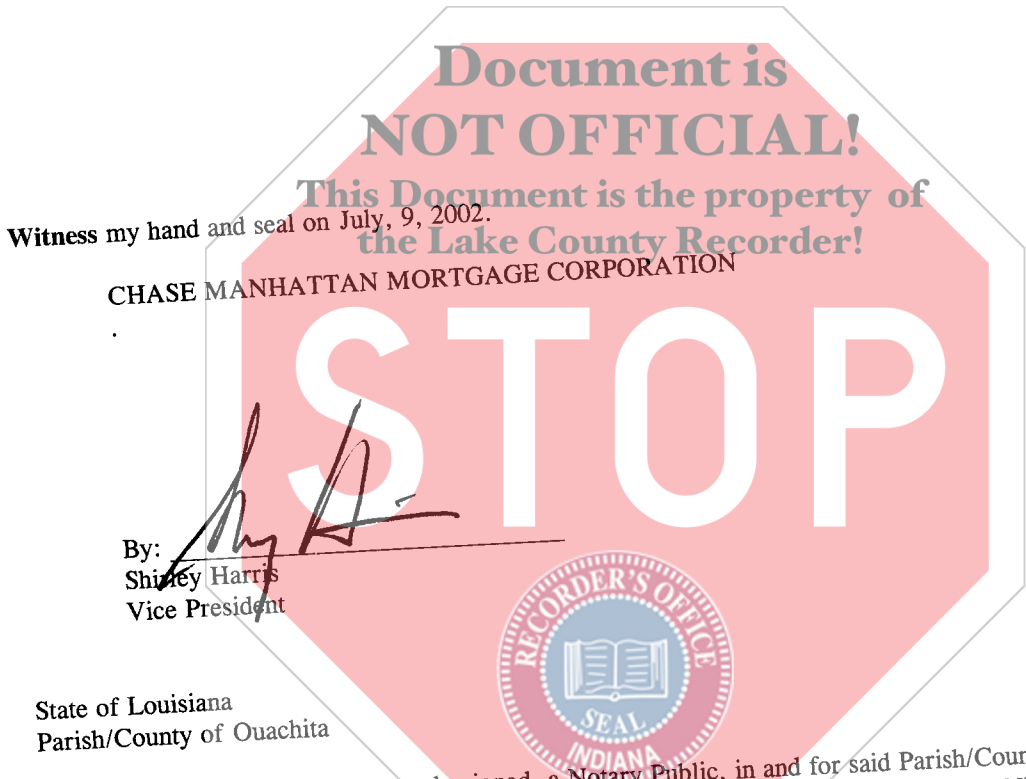 Document is
NOT OFFICIAL!
This Document is the property of
the Lake County Recorder!
Witness my hand and seal on July, 9, 2002.
CHASE MANHATTAN MORTGAGE CORPORATION
.
STOP
By:
Shirley Harris
Vice President
RECORDER'S OFFICE
SEAL
INDIANA
State of Louisiana
Parish/County of Ouachita
a Notary Public, in and for said Parish/Coun